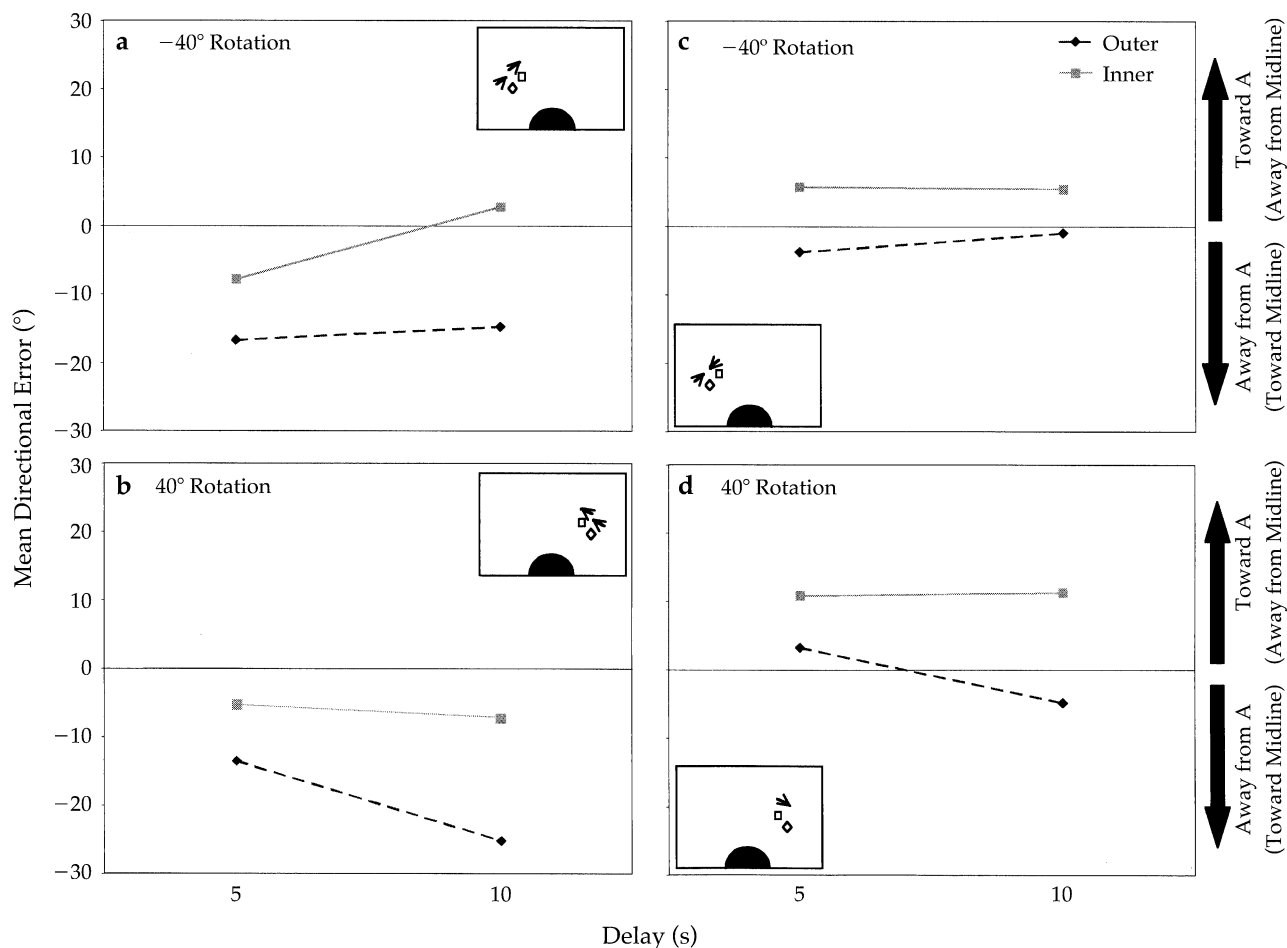 a −40° Rotation
30
20
10
0
−10
−20
−30
c −40º Rotation
Outer
Inner
Toward A
(Away from Midline)
Away from A
(Toward Midline)
b 40° Rotation
30
20
10
0
−10
−20
−30
d 40° Rotation
Toward A
(Away from Midline)
Away from A
(Toward Midline)
Mean Directional Error (°)
5
10
5
10
Delay (s)